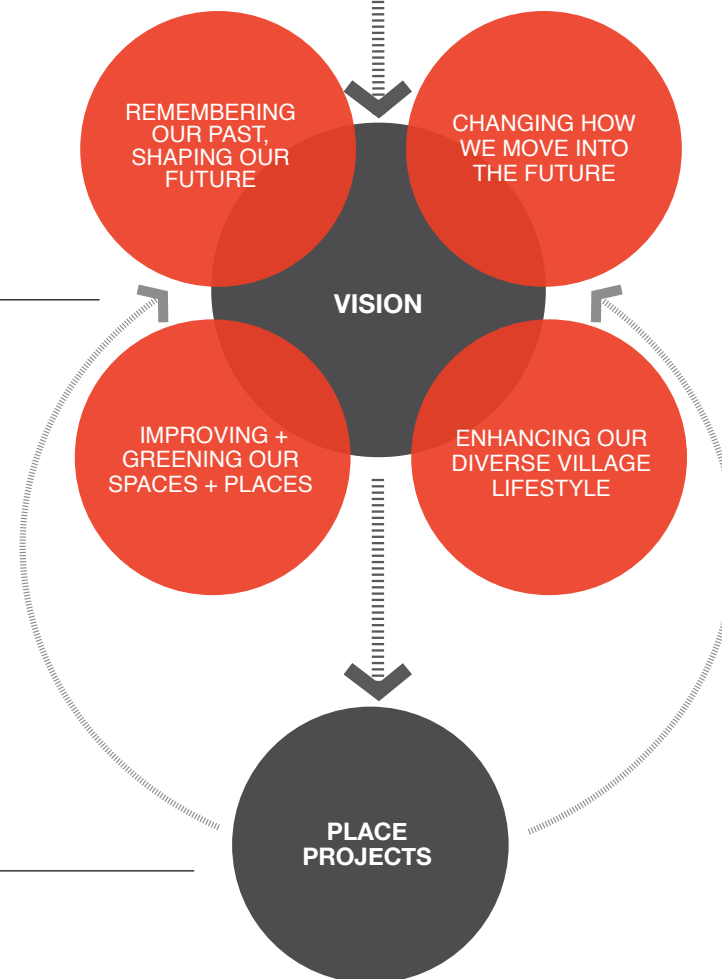 REMEMBERING
OUR PAST,
SHAPING OUR
FUTURE
CHANGING HOW
WE MOVE INTO
THE FUTURE
VISION
IMPROVING +
GREENING OUR
SPACES + PLACES
ENHANCING OUR
DIVERSE VILLAGE
LIFESTYLE
PLACE
PROJECTS